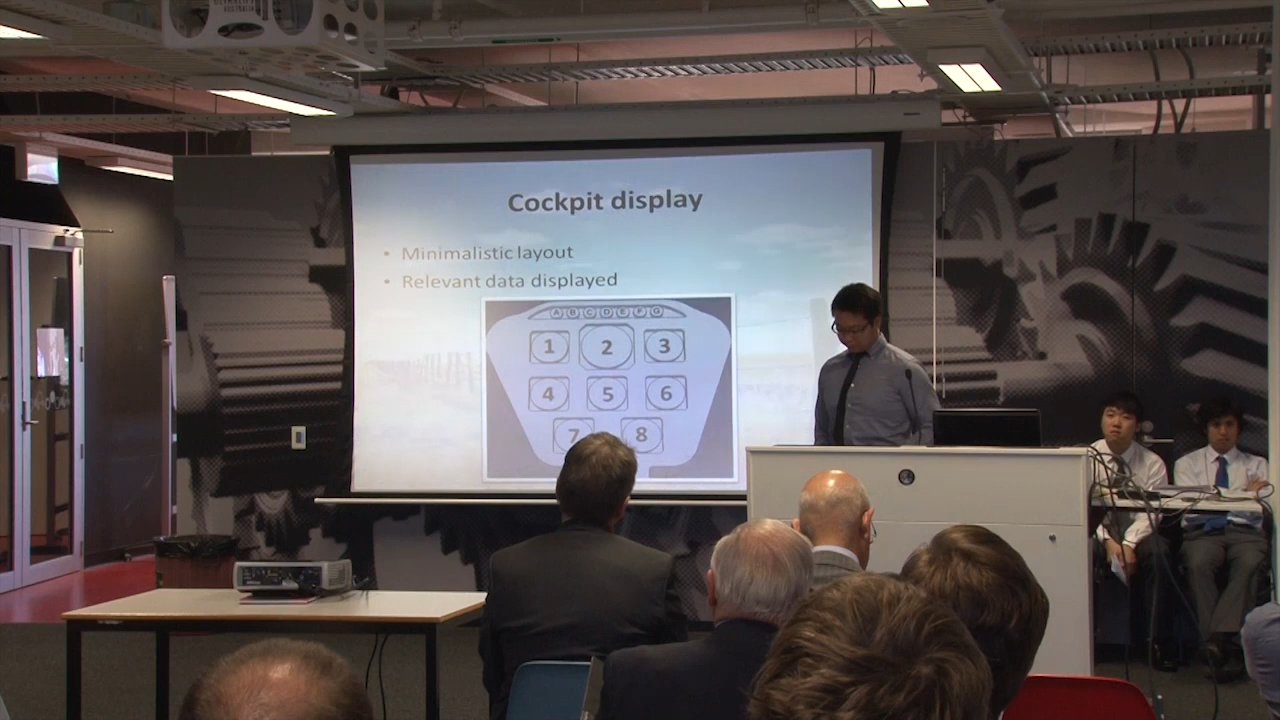 Cockpit display
• Minimalistic layout
• Relevant data displayed
A B C D E F G
1 2 3
4 5 6
7 8